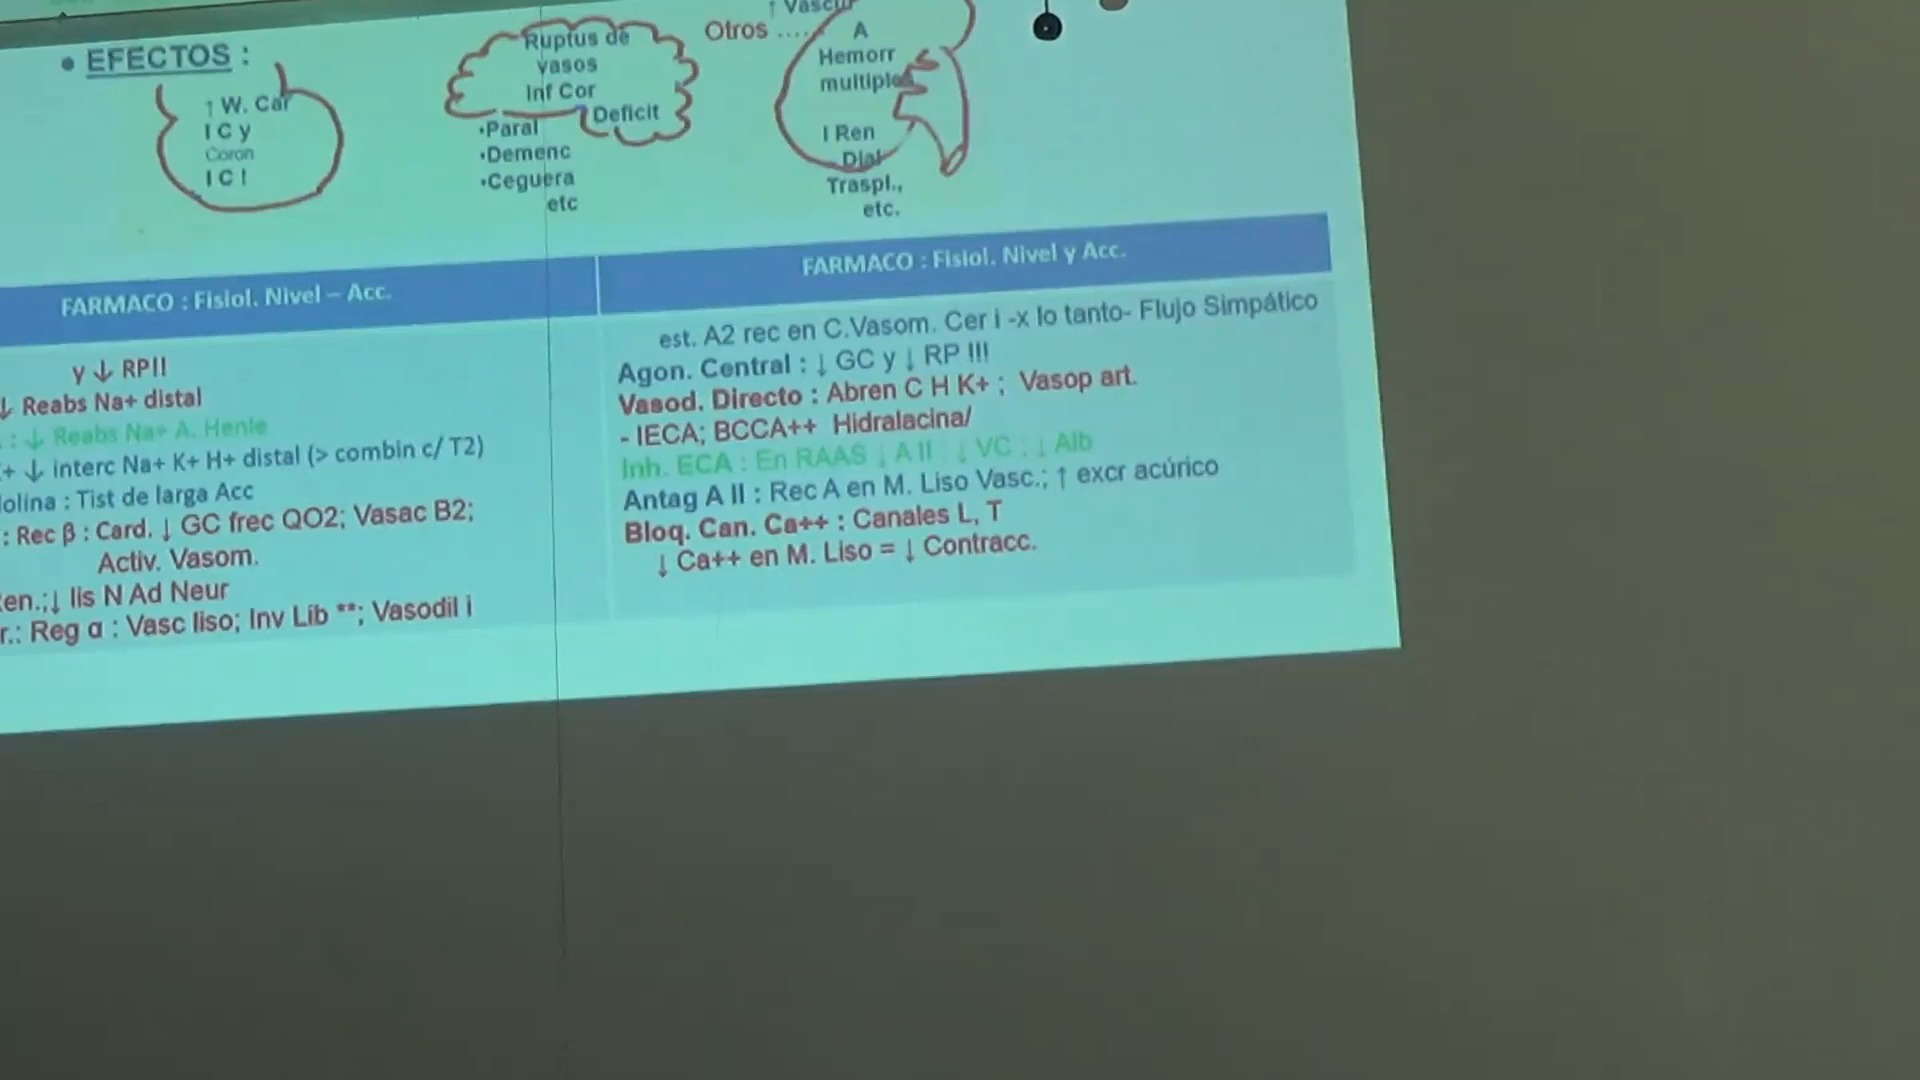 • EFECTOS :
↑ W. Car
I C y
Coron
I C I
Ruptus de
vasos
Inf Cor
Deficit
•Paral
•Demenc
•Ceguera
etc
Otros .....
↑ Vascul
A
Hemorr
multiples
I Ren
Dial
Traspl.,
etc.
FARMACO : Fisiol. Nivel – Acc.
y ↓ RP!!
↓ Reabs Na+ distal
: ↓ Reabs Na+ A. Henle
+ ↓ interc Na+ K+ H+ distal (> combin c/ T2)
olina : Tist de larga Acc
: Rec β : Card. ↓ GC frec QO2; Vasac B2;
Activ. Vasom.
en.;↓ lis N Ad Neur
r.: Reg α : Vasc liso; Inv Lib **; Vasodil i
FARMACO : Fisiol. Nivel y Acc.
est. A2 rec en C.Vasom. Cer i -x lo tanto- Flujo Simpático
Agon. Central : ↓ GC y ↓ RP !!!
Vasod. Directo : Abren C H K+ ; Vasop art.
- IECA; BCCA++ Hidralacina/
Inh. ECA : En RAAS ↓ A II : ↓ VC : ↓ Alb
Antag A II : Rec A en M. Liso Vasc.; ↑ excr acúrico
Bloq. Can. Ca++ : Canales L, T
↓ Ca++ en M. Liso = ↓ Contracc.